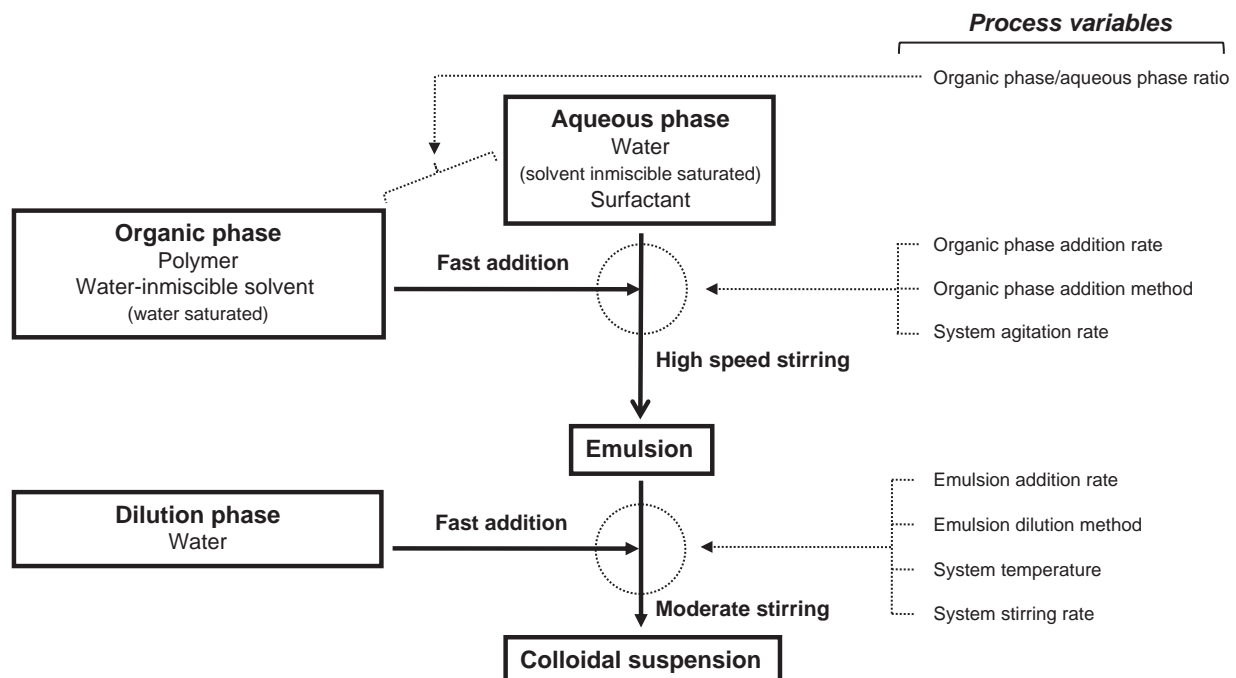 Process variables
Organic phase/aqueous phase ratio
Aqueous phase
Water
(solvent inmiscible saturated)
Surfactant
Organic phase
Polymer
Water-inmiscible solvent
(water saturated)
Fast addition
Organic phase addition rate
Organic phase addition method
System agitation rate
High speed stirring
Emulsion
Dilution phase
Water
Fast addition
Emulsion addition rate
Emulsion dilution method
System temperature
System stirring rate
Moderate stirring
Colloidal suspension